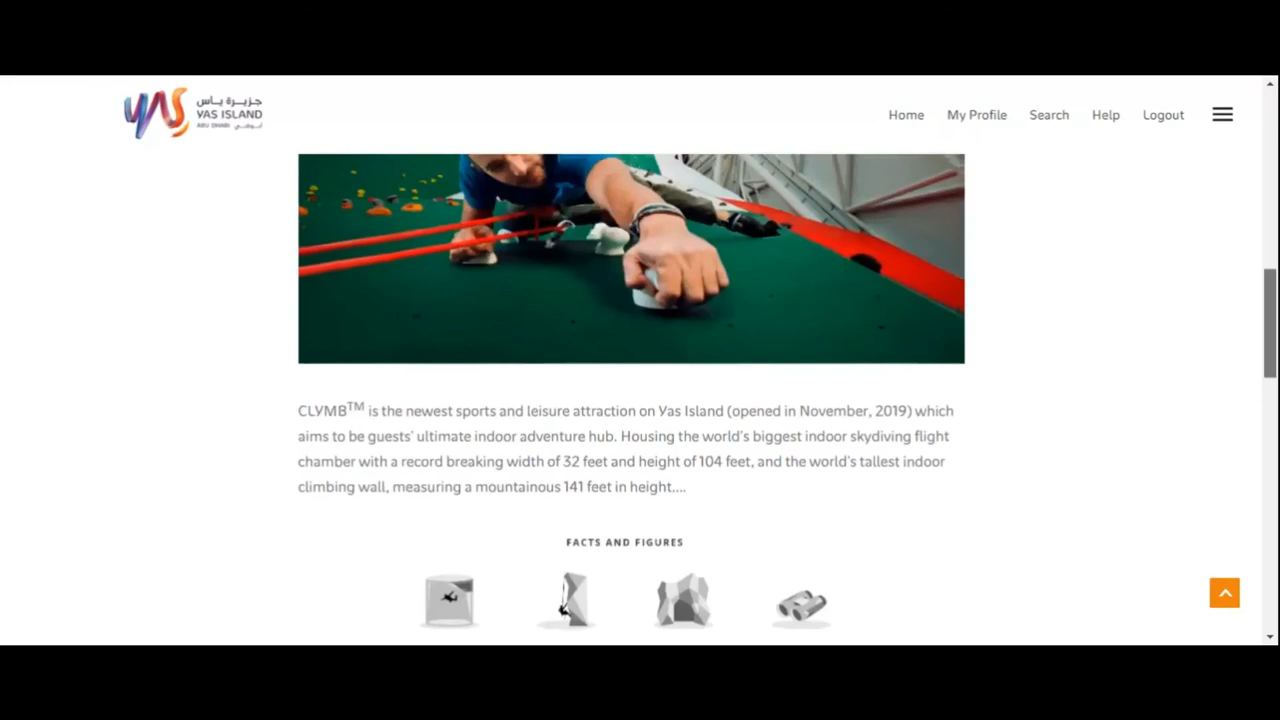 جزيرة ياس
YAS ISLAND
ABU DHABI أبوظبي
Home My Profile Search Help Logout
CLYMB™ is the newest sports and leisure attraction on Yas Island (opened in November, 2019) which
aims to be guests' ultimate indoor adventure hub. Housing the world's biggest indoor skydiving flight
chamber with a record breaking width of 32 feet and height of 104 feet, and the world's tallest indoor
climbing wall, measuring a mountainous 141 feet in height....
FACTS AND FIGURES